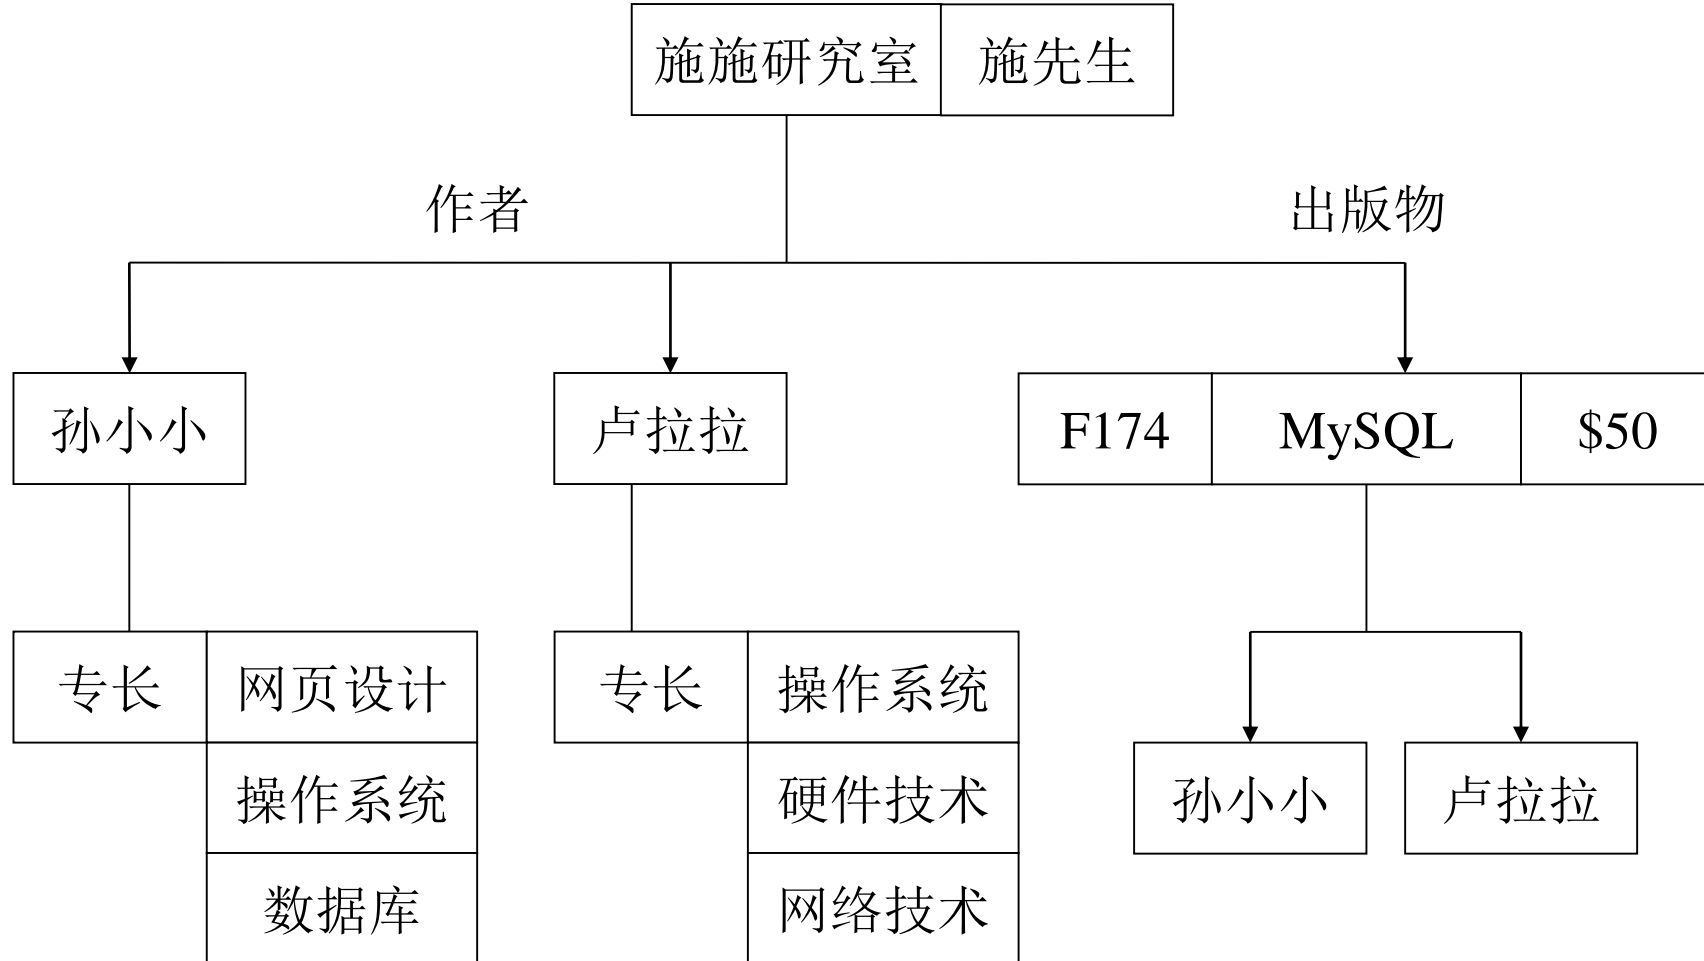 施施研究室 施先生
作者 出版物
孙小小 卢拉拉 F174 MySQL $50
专长 网页设计 专长 操作系统
操作系统 硬件技术 孙小小 卢拉拉
数据库 网络技术